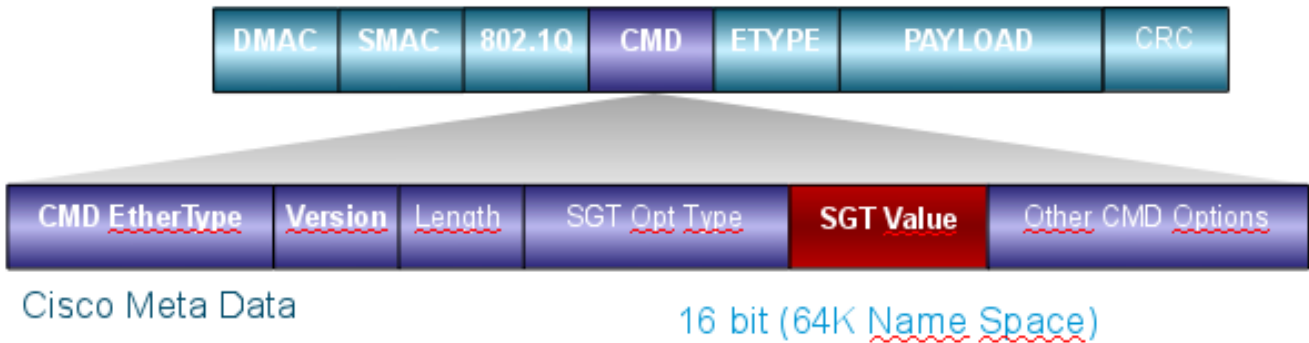 DMAC SMAC 802.1Q CMD ETYPE PAYLOAD CRC
CMD EtherType Version Length SGT Opt Type SGT Value Other CMD Options
Cisco Meta Data
16 bit (64K Name Space)